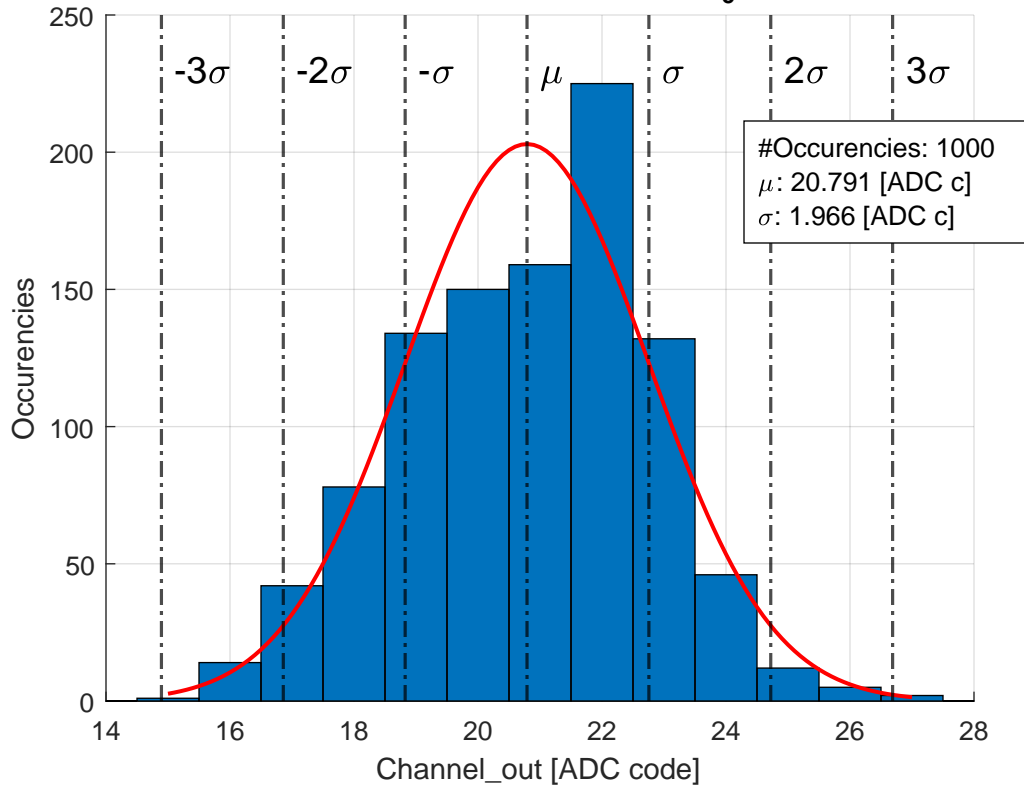 250
200
150
100
50
0
Occurencies
-3σ
-2σ
-σ
μ
σ
2σ
3σ
#Occurencies: 1000
μ: 20.791 [ADC c]
σ: 1.966 [ADC c]
14
16
18
20
22
24
26
28
Channel_out [ADC code]